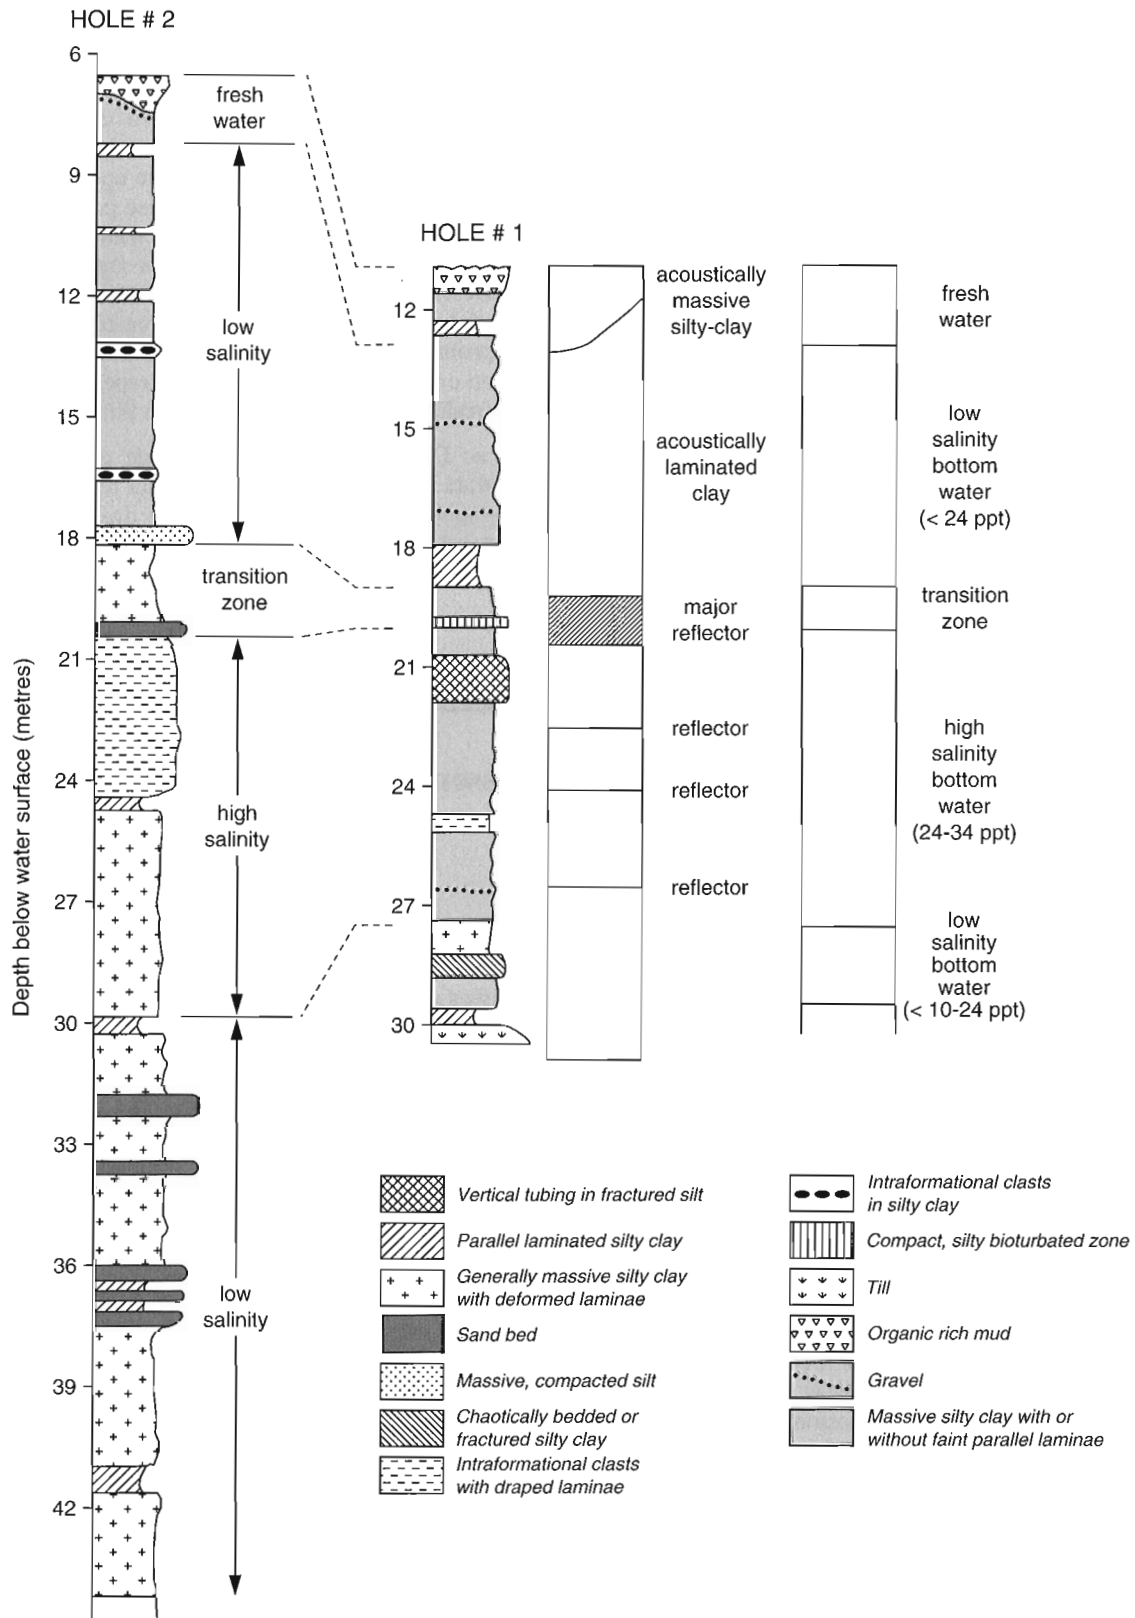 HOLE # 2
6
9
12
15
18
21
24
27
30
33
36
39
42
Depth below water surface (metres)
fresh
water
low
salinity
transition
zone
high
salinity
low
salinity
HOLE # 1
12
15
18
21
24
27
30
acoustically
massive
silty-clay
acoustically
laminated
clay
major
reflector
reflector
reflector
reflector
fresh
water
low
salinity
bottom
water
(< 24 ppt)
transition
zone
high
salinity
bottom
water
(24-34 ppt)
low
salinity
bottom
water
(< 10-24 ppt)
Vertical tubing in fractured silt
Parallel laminated silty clay
Generally massive silty clay
with deformed laminae
Sand bed
Massive, compacted silt
Chaotically bedded or
fractured silty clay
Intraformational clasts
with draped laminae
Intraformational clasts
in silty clay
Compact, silty bioturbated zone
Till
Organic rich mud
Gravel
Massive silty clay with or
without faint parallel laminae